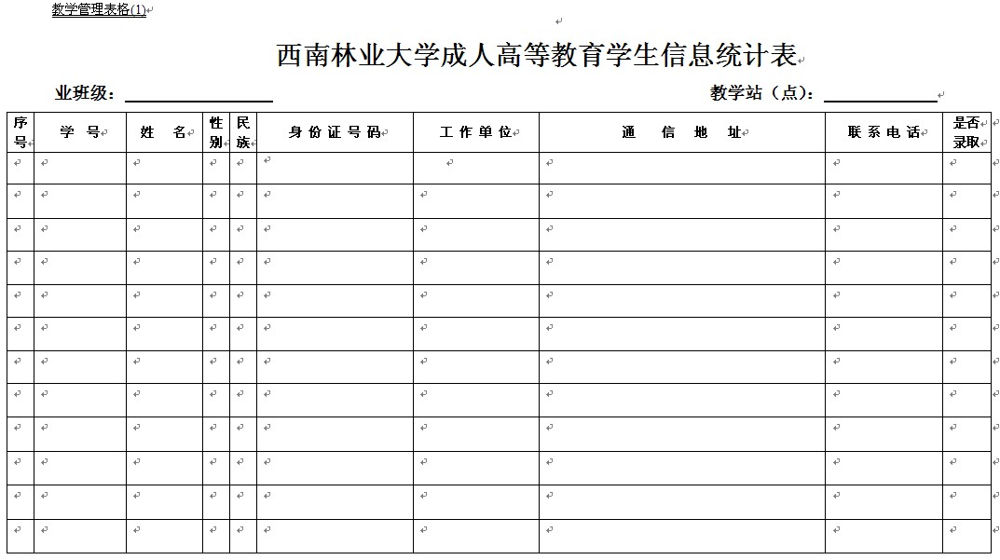 教学管理表格(1)
西南林业大学成人高等教育学生信息统计表
业班级： 教学站（点）：
序号 学号 姓名 性别 民族 身份证号码 工作单位 通信地址 联系电话 是否录取